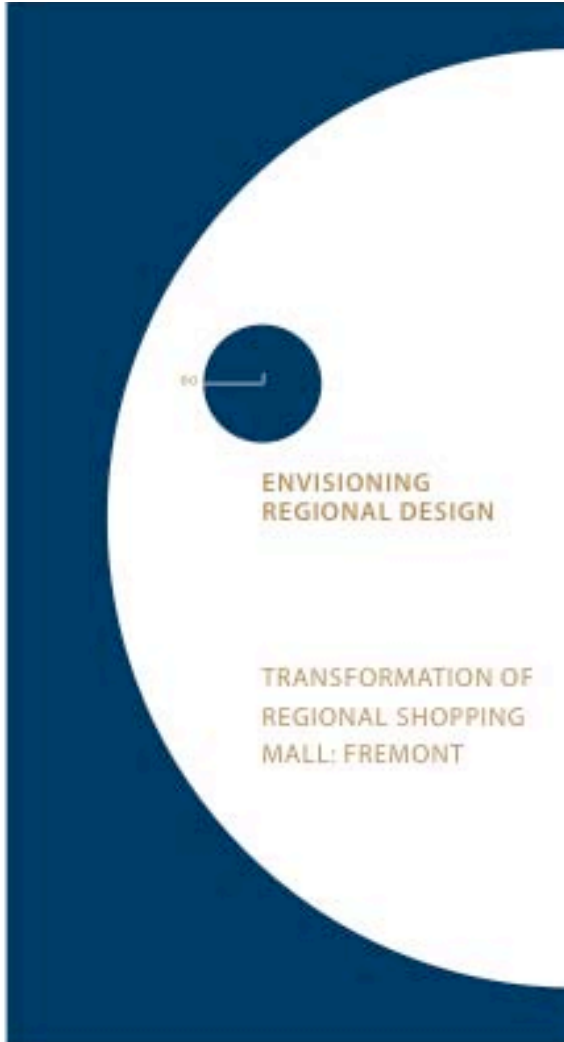 ENVISIONING
REGIONAL DESIGN
TRANSFORMATION OF
REGIONAL SHOPPING
MALL: FREMONT